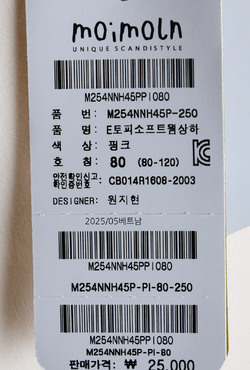 moimoln
UNIQUE SCANDISTYLE
M254NNH45PPI080
품 번: M254NNH45P-250
품 명: E토피소프트웜상하
색 상: 핑크
호 칭: 80 (80-120)
안전확인신고
확인증번호: CB014R1608-2003
DESIGNER: 원지현
2025/05베트남
M254NNH45PPI080
M254NNH45P-PI-80-250
M254NNH45PPI080
M254NNH45P-PI-80
판매가격: ₩ 25,000